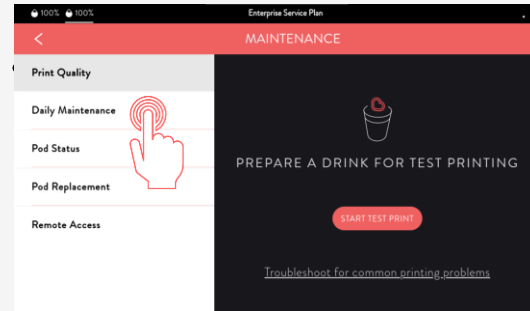 100% 100% Enterprise Service Plan
MAINTENANCE
Print Quality
Daily Maintenance
Pod Status
Pod Replacement
Remote Access
PREPARE A DRINK FOR TEST PRINTING
START TEST PRINT
Troubleshoot for common printing problems